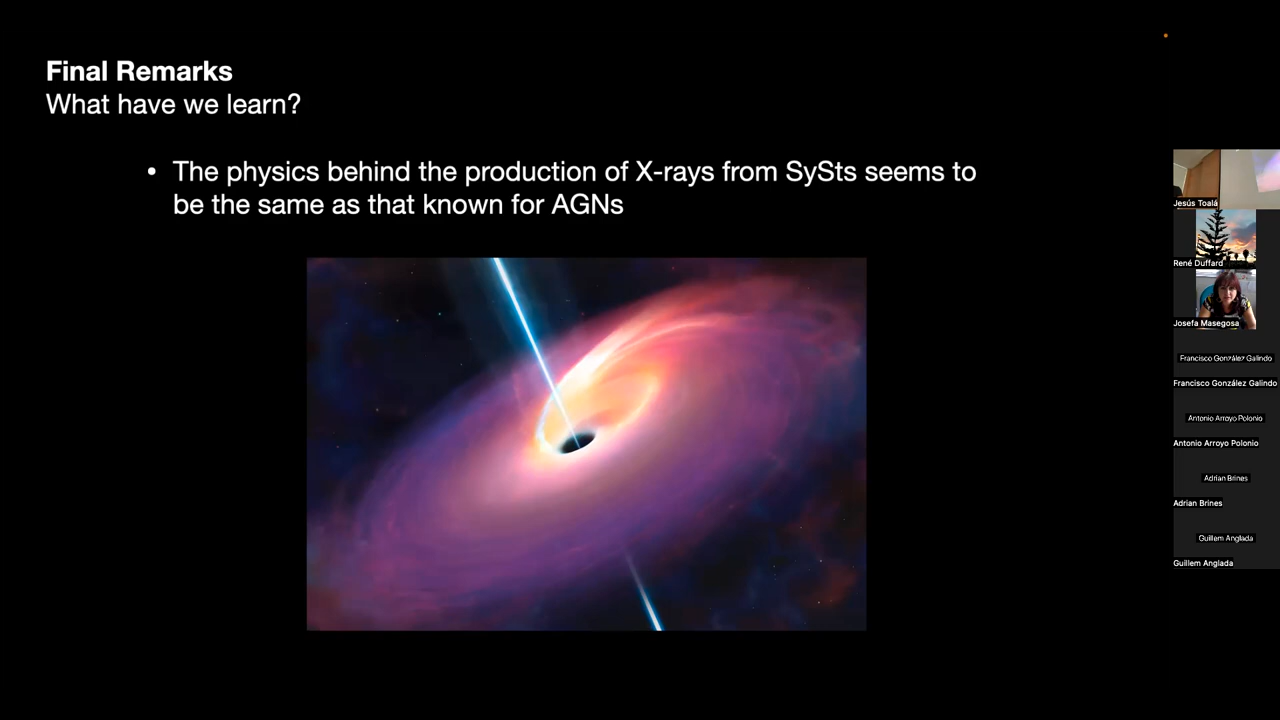 Final Remarks
What have we learn?
• The physics behind the production of X-rays from SySts seems to
be the same as that known for AGNs
Jesús Toalá
René Duffard
Josefa Masegosa
Francisco González Galindo
Francisco González Galindo
Antonio Arroyo Polonio
Antonio Arroyo Polonio
Adrian Brines
Adrian Brines
Guillem Anglada
Guillem Anglada